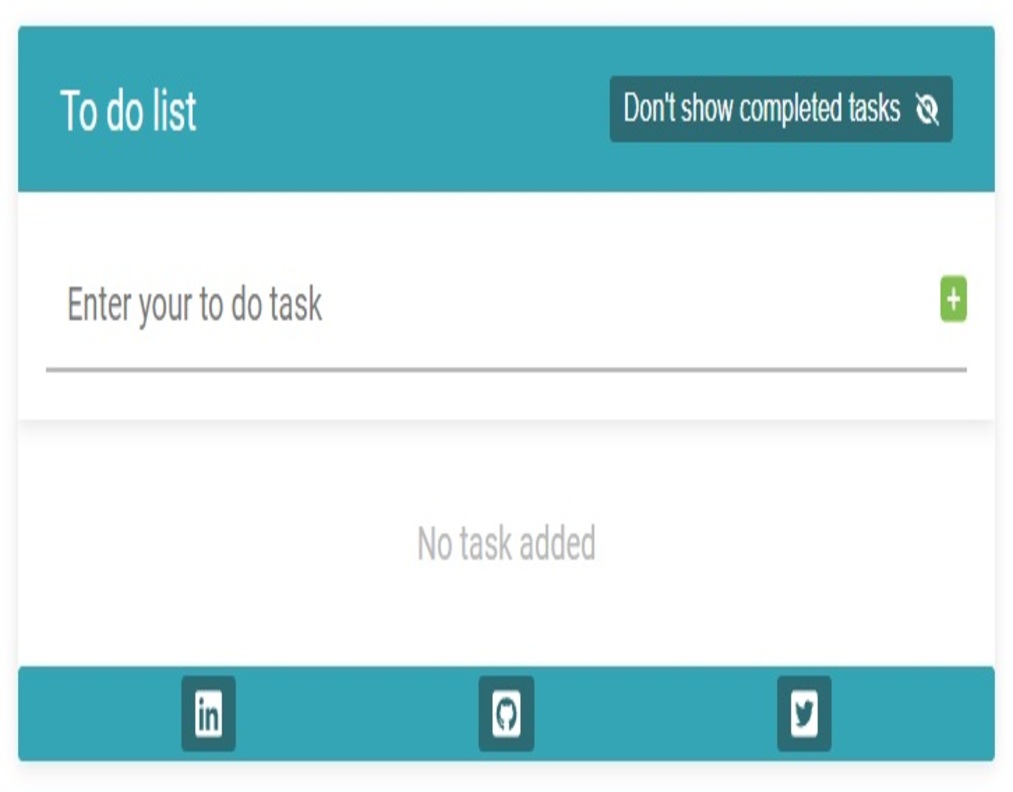 To do list
Don't show completed tasks
Enter your to do task
+
No task added
in